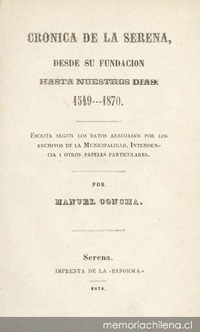 CRONICA DE LA SERENA,
DESDE SU FUNDACION
HASTA NUESTROS DIAS:
1549---1870.
ESCRITA SEGUN LOS DATOS ARROJADOS POR LOS
ARCHIVOS DE LA MUNICIPALIDAD, INTENDEN-
CIA I OTROS PAPELES PARTICULARES.
POR
MANUEL CONCHA.
Serena.
IMPRENTA DE LA «REFORMA.»
1871.
memoriachilena.cl